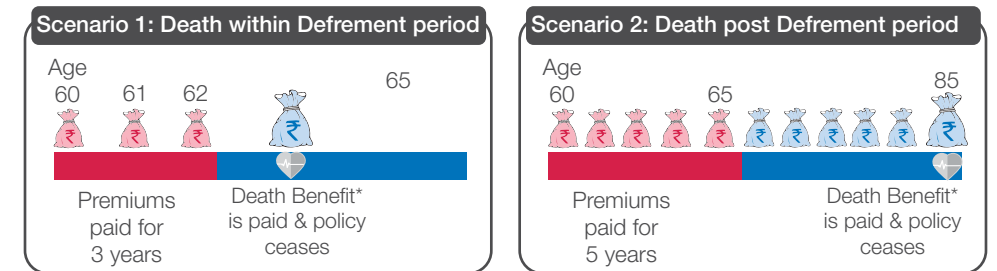 Scenario 1: Death within Defrement period
Age
60 61 62 65
₹ ₹ ₹ ₹
Premiums
paid for
3 years
Death Benefit*
is paid & policy
ceases
Scenario 2: Death post Defrement period
Age
60 65 85
₹ ₹ ₹ ₹ ₹ ₹ ₹ ₹ ₹ ₹ ₹
Premiums
paid for
5 years
Death Benefit*
is paid & policy
ceases